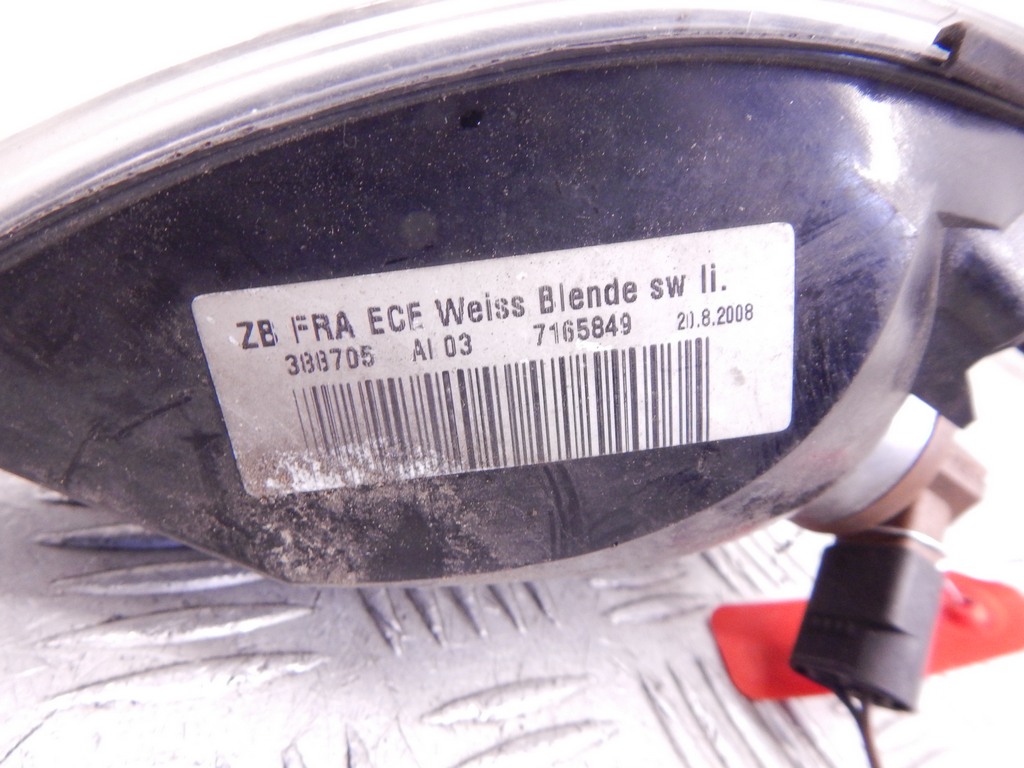 ZB FRA ECE Weiss Blende sw li.
388705 AI 03 7165849 20.8.2008